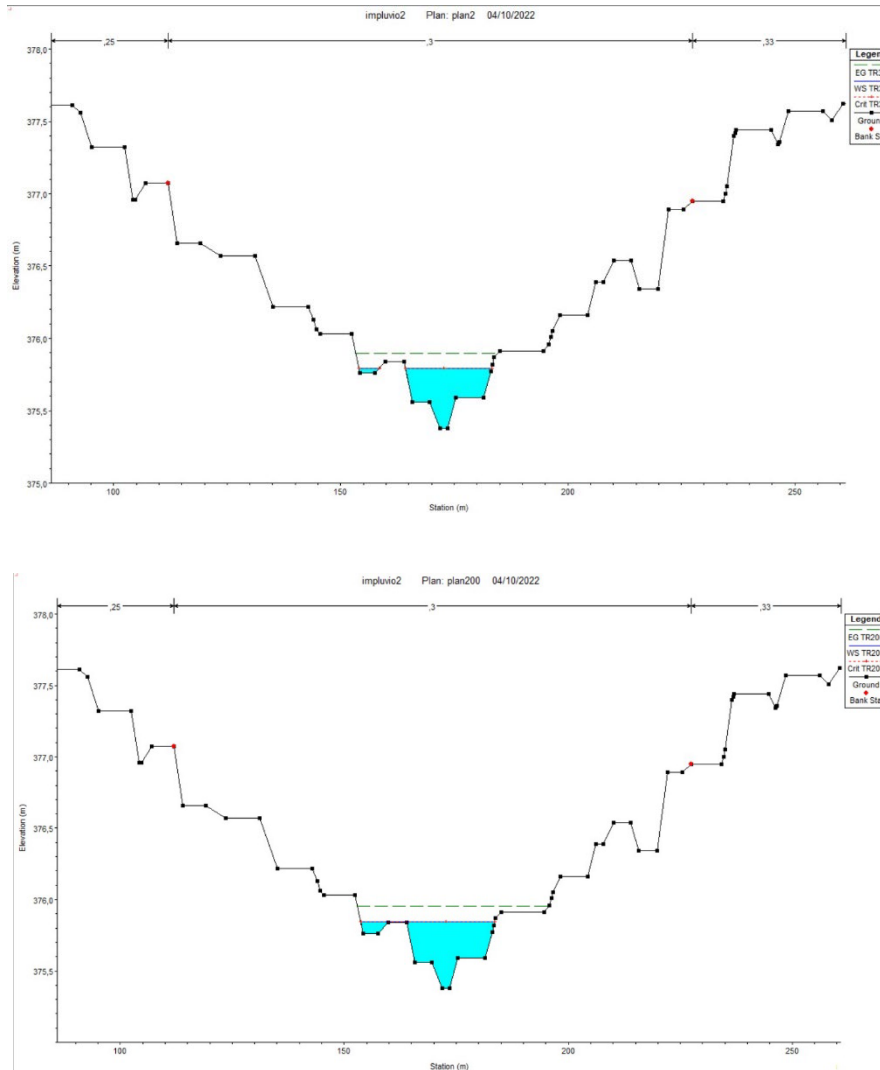 impluvio2 Plan: plan2 04/10/2022
,25 ,3 ,33
378,0
377,5
377,0
376,5
376,0
375,5
375,0
Elevation (m)
100 150 200 250
Station (m)
Legen
EG TR
WS TR
Crit TR2
Groun
Bank S
impluvio2 Plan: plan200 04/10/2022
,25 ,3 ,33
378,0
377,5
377,0
376,5
376,0
375,5
Elevation (m)
100 150 200 250
Station (m)
Legend
EG TR20
WS TR20
Crit TR20
Ground
Bank Sta